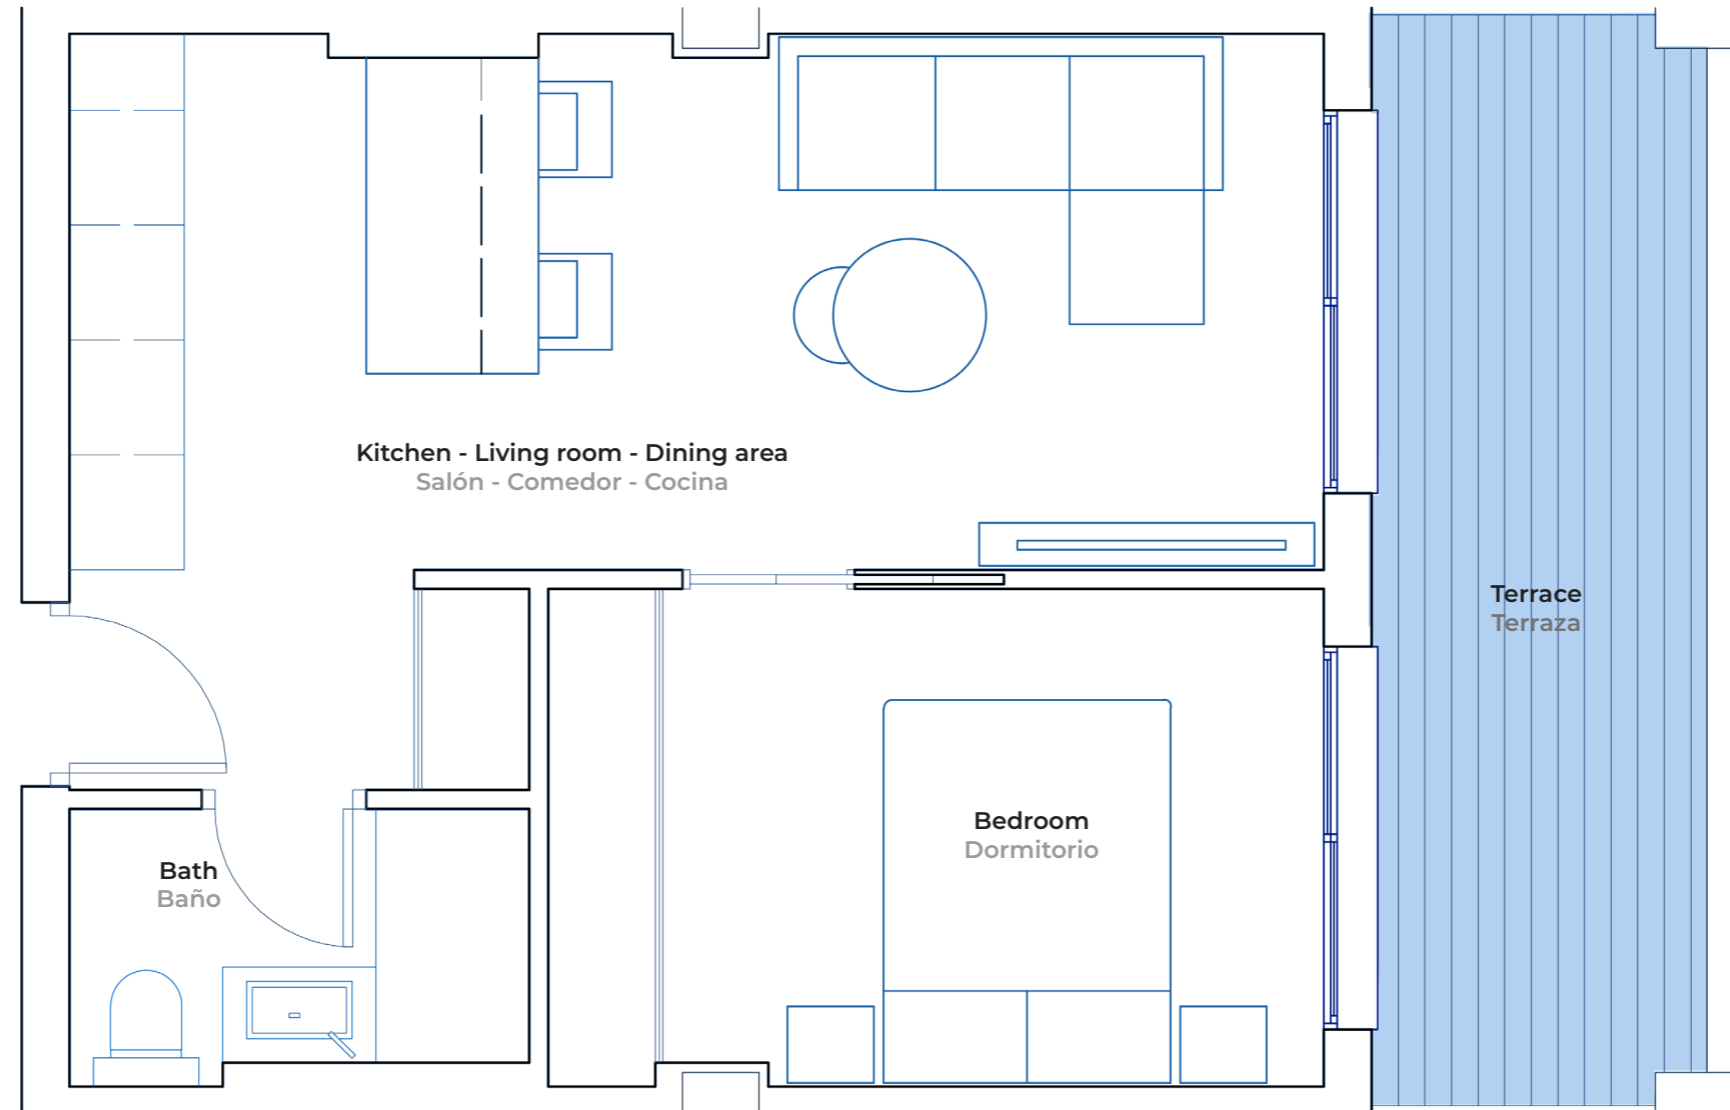 Kitchen - Living room - Dining area
Salón - Comedor - Cocina
Terrace
Terraza
Bedroom
Dormitorio
Bath
Baño